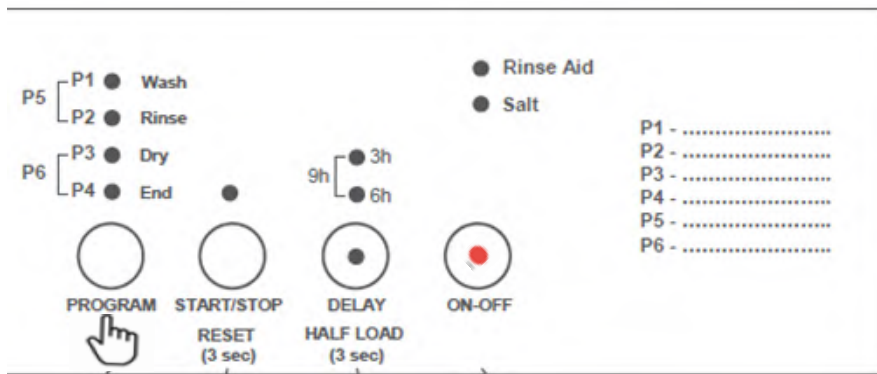 P5
P1 Wash
P2 Rinse
P6
P3 Dry
P4 End
9h
3h
6h
Rinse Aid
Salt
P1 - ........................
P2 - ........................
P3 - ........................
P4 - ........................
P5 - ........................
P6 - ........................
PROGRAM
START/STOP
RESET
(3 sec)
DELAY
HALF LOAD
(3 sec)
ON-OFF